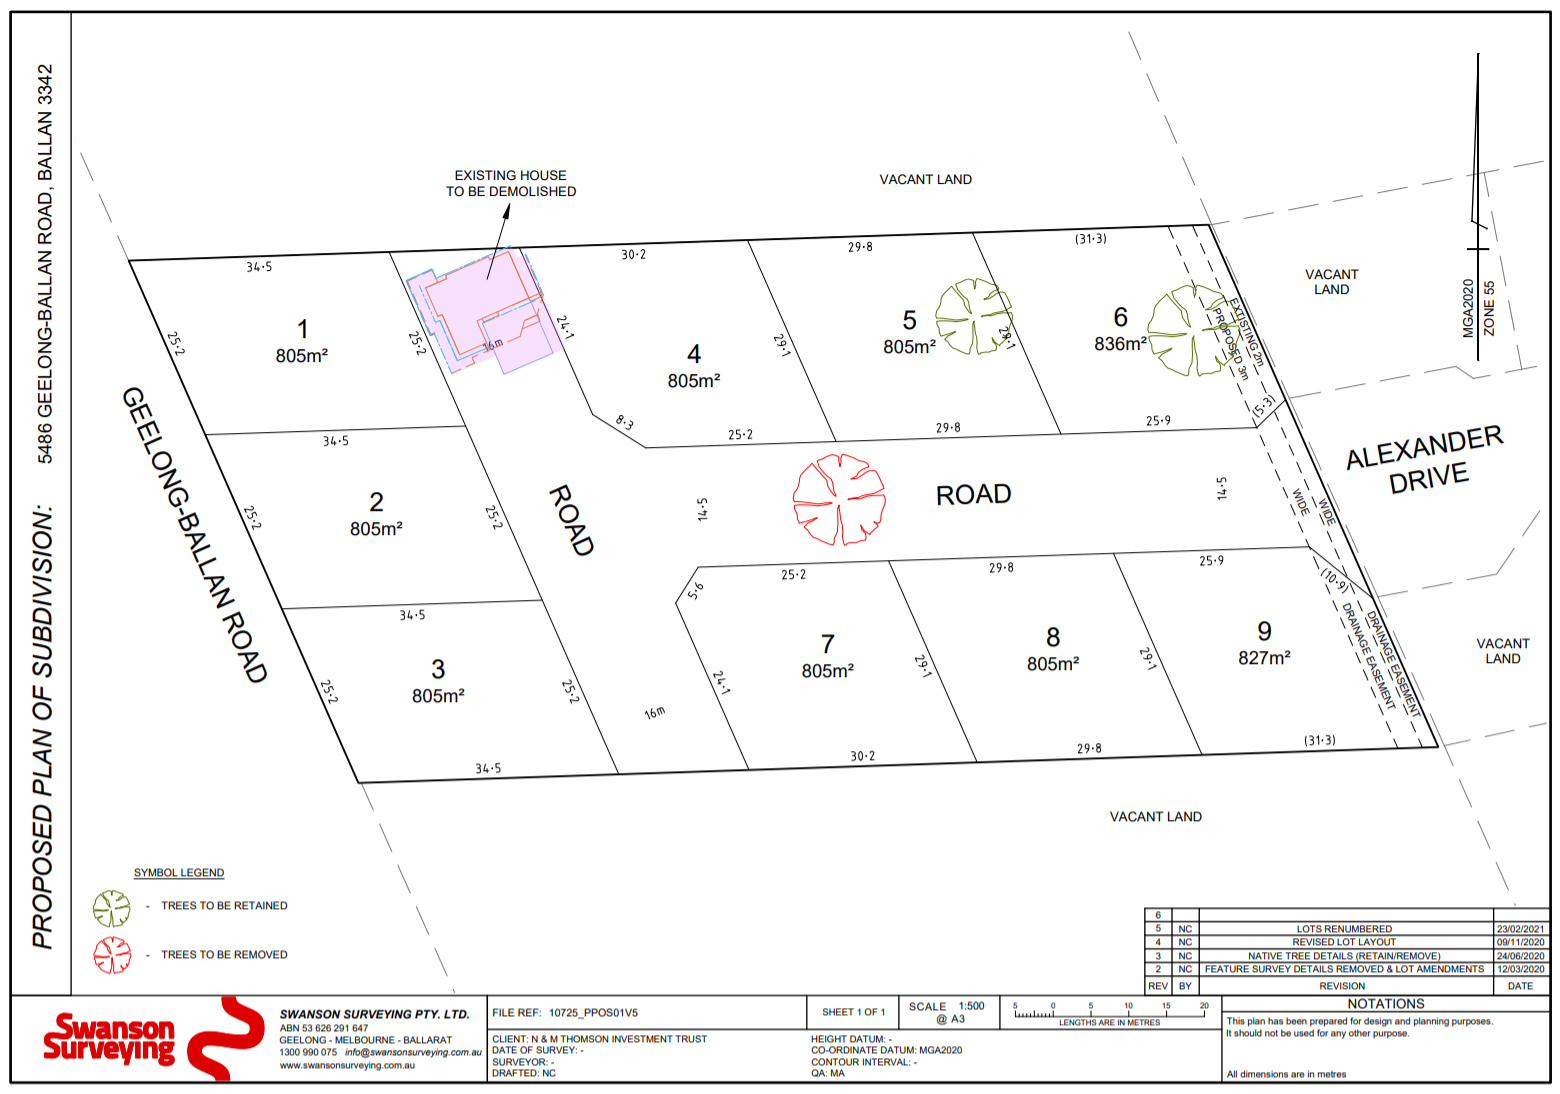 PROPOSED PLAN OF SUBDIVISION:
5486 GEELONG-BALLAN ROAD, BALLAN 3342
EXISTING HOUSE
TO BE DEMOLISHED
VACANT LAND
VACANT
LAND
MGA2020
ZONE 55
34·5
30·2
29·8
(31·3)
25·2
1
805m²
25·2
16m
24·1
4
805m²
29·1
5
805m²
29·1
6
836m²
EXTISTING 2m
PROPOSED 3m
(5·3)
34·5
8·3
25·2
29·8
25·9
GEELONG-BALLAN ROAD
25·2
2
805m²
25·2
ROAD
14·5
ROAD
14·5
WIDE
WIDE
ALEXANDER
DRIVE
34·5
5·6
25·2
29·8
25·9
(10·9)
DRAINAGE EASEMENT
DRAINAGE EASEMENT
25·2
3
805m²
25·2
16m
24·1
7
805m²
29·1
8
805m²
29·1
9
827m²
VACANT
LAND
34·5
30·2
29·8
(31·3)
VACANT LAND
SYMBOL LEGEND
- TREES TO BE RETAINED
- TREES TO BE REMOVED
6
5 NC LOTS RENUMBERED 23/02/2021
4 NC REVISED LOT LAYOUT 09/11/2020
3 NC NATIVE TREE DETAILS (RETAIN/REMOVE) 24/06/2020
2 NC FEATURE SURVEY DETAILS REMOVED & LOT AMENDMENTS 12/03/2020
REV BY REVISION DATE
Swanson
Surveying
SWANSON SURVEYING PTY. LTD.
ABN 53 626 291 647
GEELONG - MELBOURNE - BALLARAT
1300 990 075 info@swansonsurveying.com.au
www.swansonsurveying.com.au
FILE REF: 10725_PPOS01V5
SHEET 1 OF 1
SCALE 1:500
@ A3
5 0 5 10 15 20
LENGTHS ARE IN METRES
CLIENT: N & M THOMSON INVESTMENT TRUST
DATE OF SURVEY: -
SURVEYOR: -
DRAFTED: NC
HEIGHT DATUM: -
CO-ORDINATE DATUM: MGA2020
CONTOUR INTERVAL: -
QA: MA
NOTATIONS
This plan has been prepared for design and planning purposes.
It should not be used for any other purpose.
All dimensions are in metres